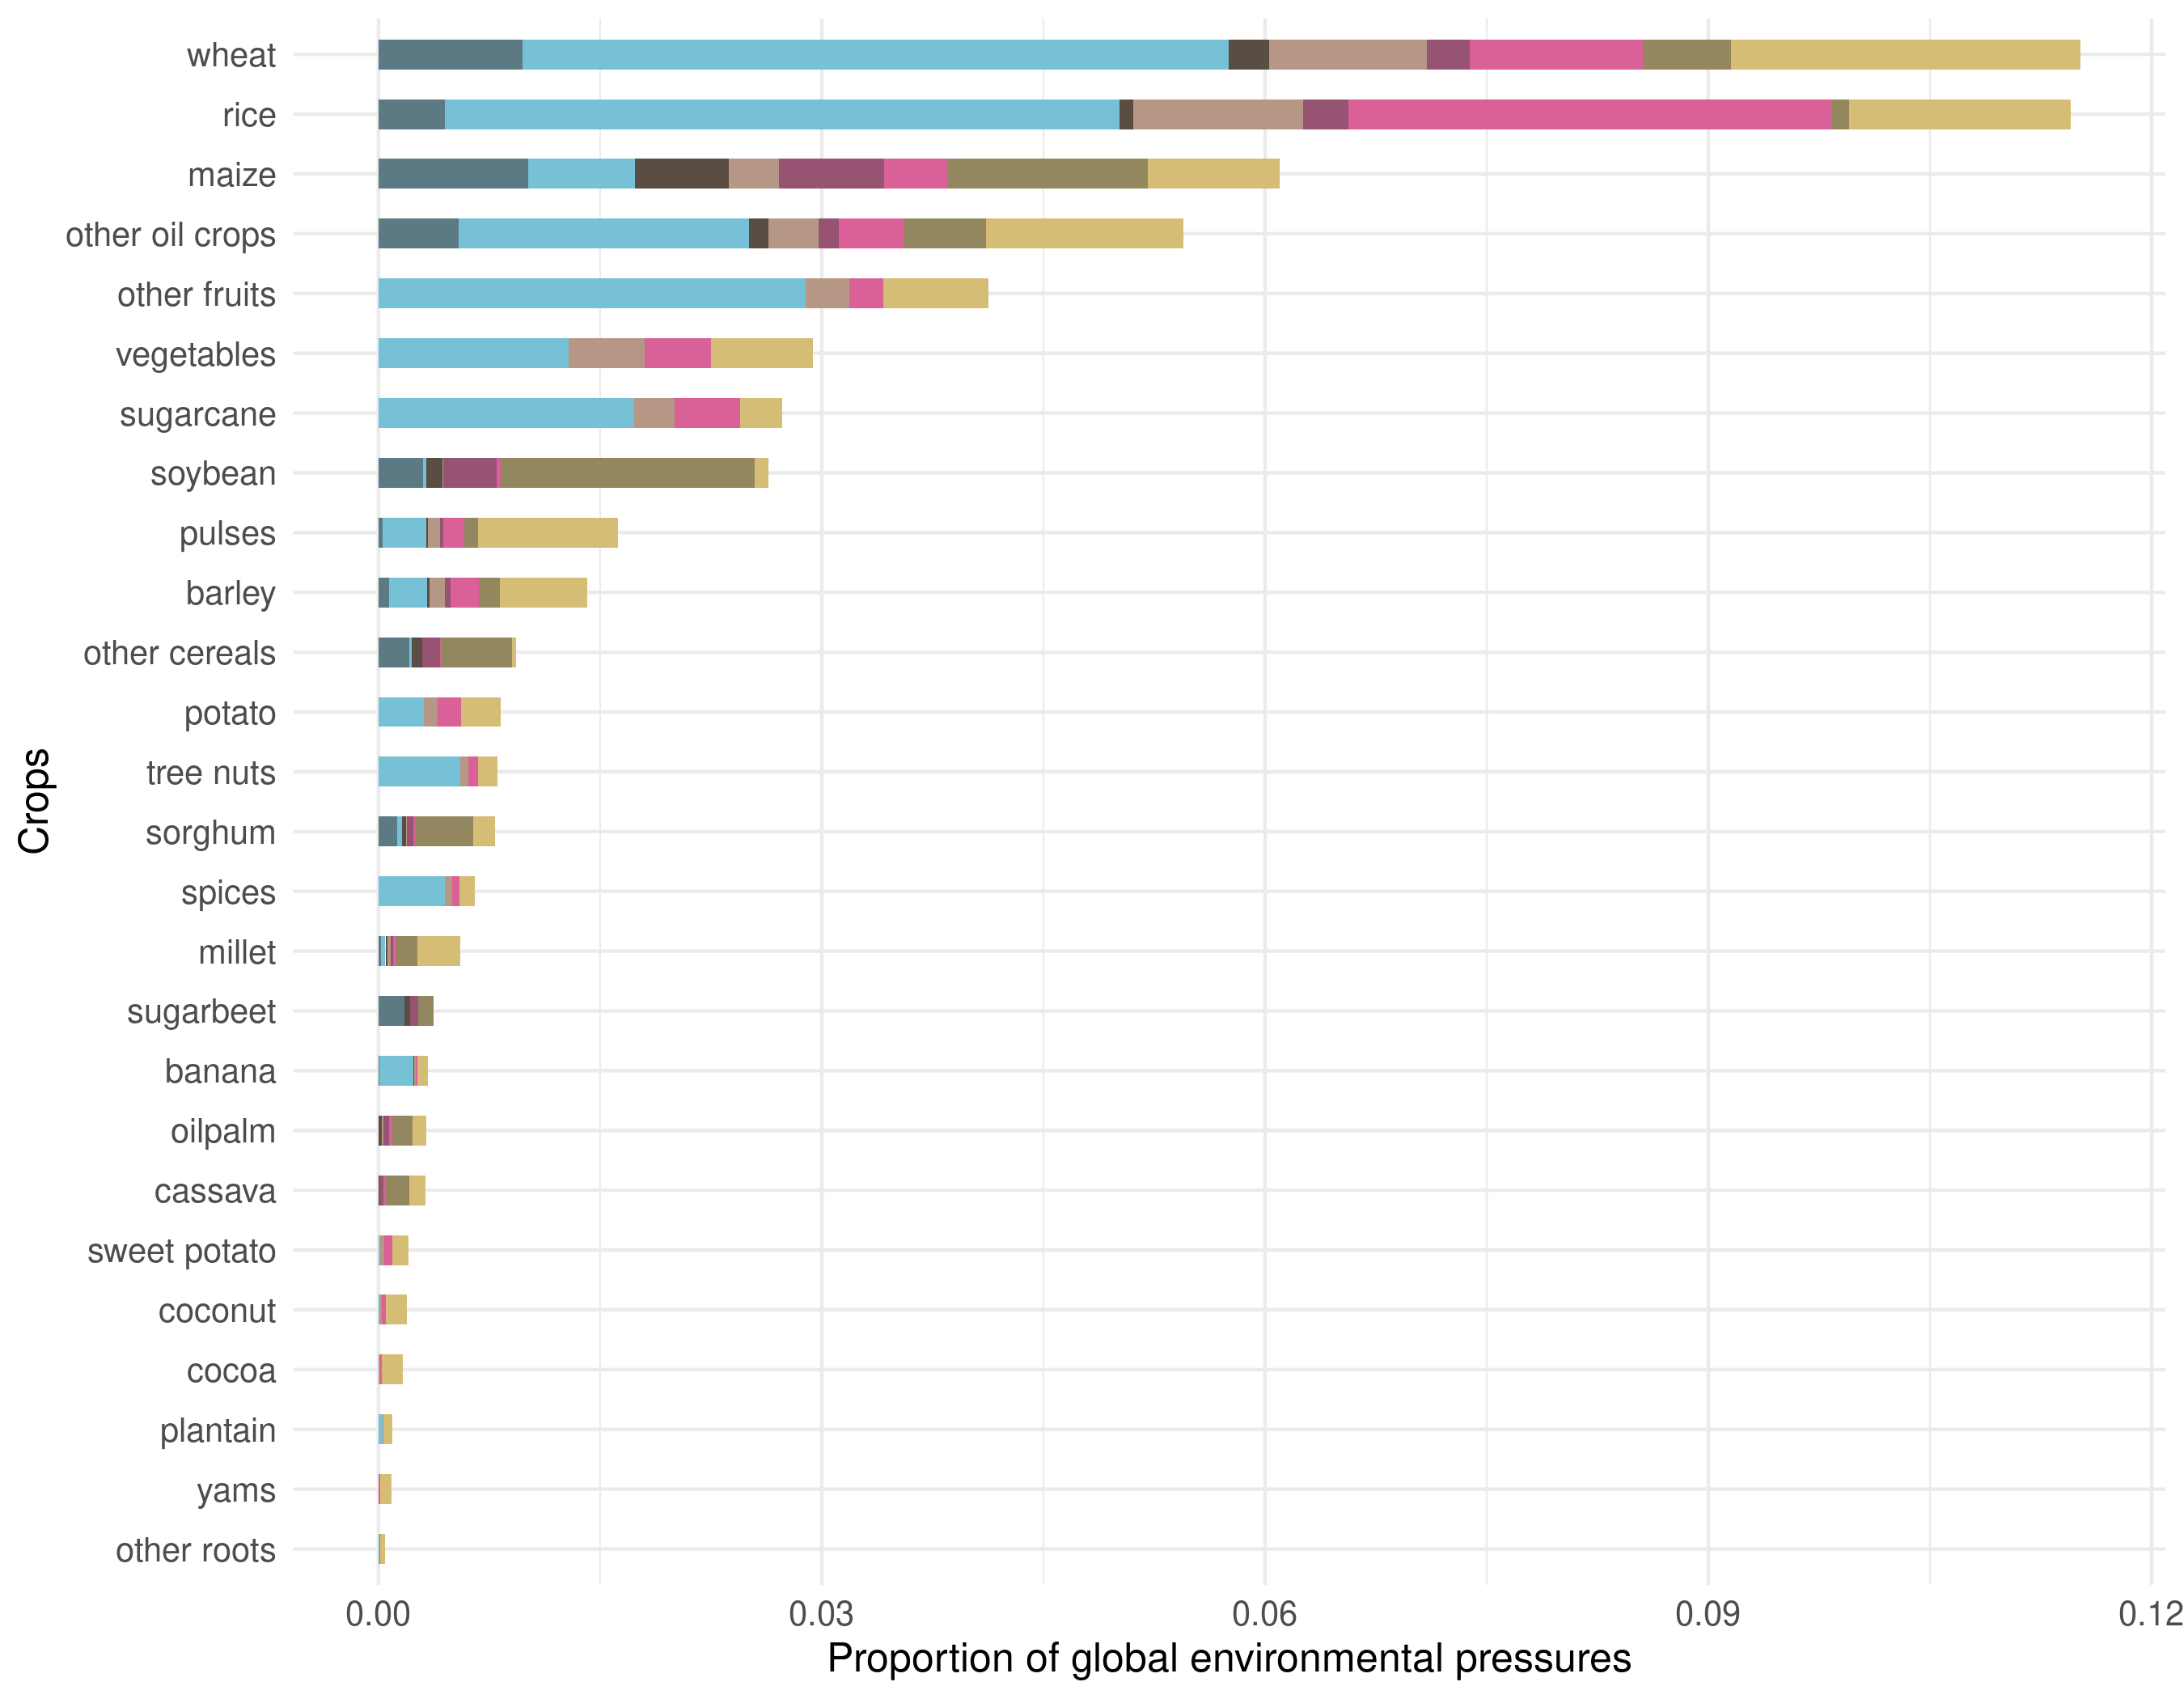 wheat
rice
maize
other oil crops
other fruits
vegetables
sugarcane
soybean
pulses
barley
other cereals
potato
tree nuts
sorghum
spices
millet
sugarbeet
banana
oilpalm
cassava
sweet potato
coconut
cocoa
plantain
yams
other roots
Crops
0.00 0.03 0.06 0.09 0.12
Proportion of global environmental pressures